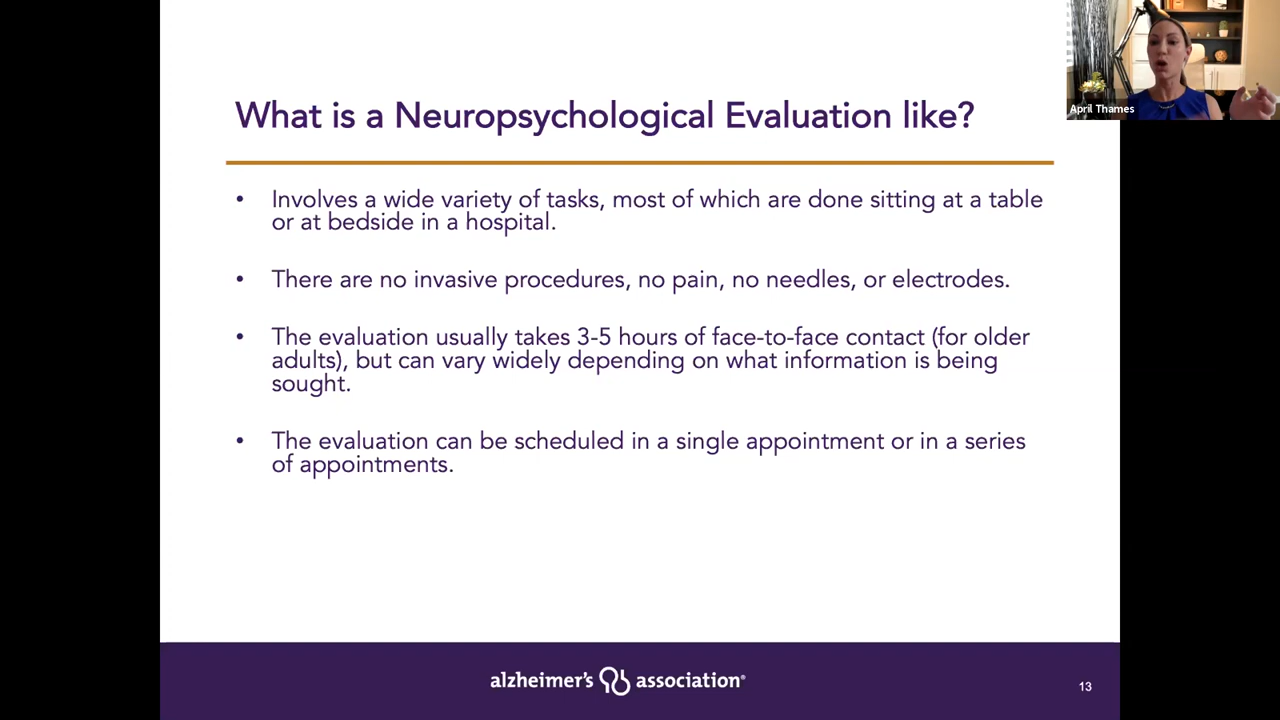 What is a Neuropsychological Evaluation like?
April Thames
• Involves a wide variety of tasks, most of which are done sitting at a table
or at bedside in a hospital.
• There are no invasive procedures, no pain, no needles, or electrodes.
• The evaluation usually takes 3-5 hours of face-to-face contact (for older
adults), but can vary widely depending on what information is being
sought.
• The evaluation can be scheduled in a single appointment or in a series
of appointments.
alzheimer's association®
13